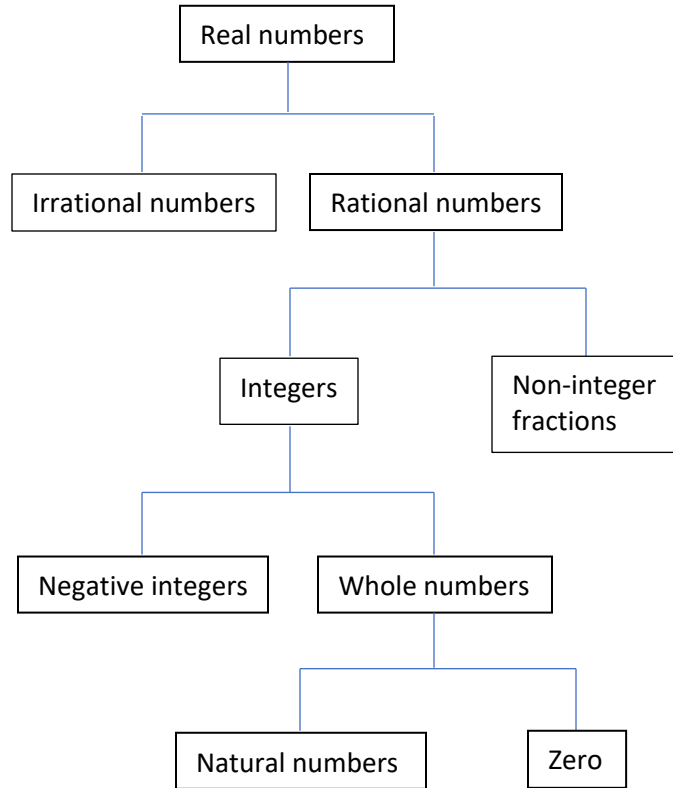 Real numbers
Irrational numbers
Rational numbers
Integers
Non-integer
fractions
Negative integers
Whole numbers
Natural numbers
Zero